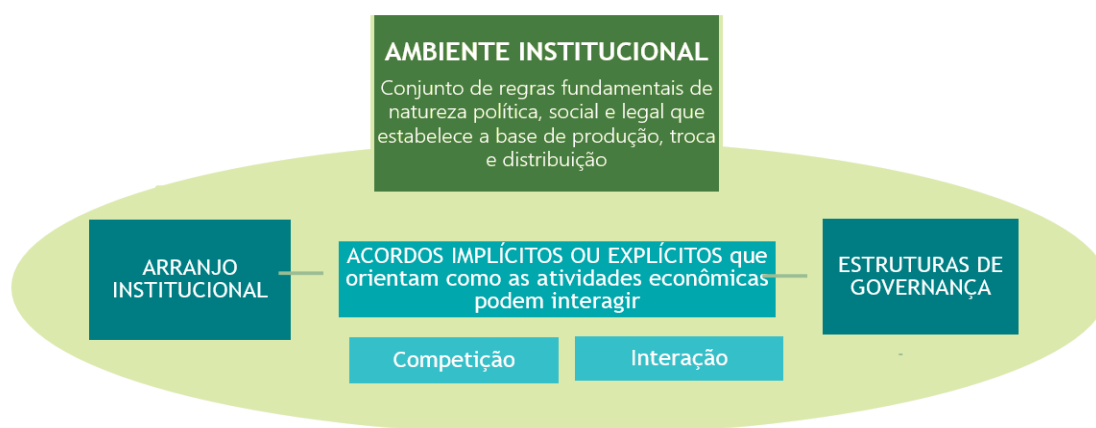 AMBIENTE INSTITUCIONAL
Conjunto de regras fundamentais de
natureza política, social e legal que
estabelece a base de produção, troca
e distribuição
ARRANJO
INSTITUCIONAL
ACORDOS IMPLÍCITOS OU EXPLÍCITOS que
orientam como as atividades econômicas
podem interagir
ESTRUTURAS DE
GOVERNANÇA
Competição
Interação